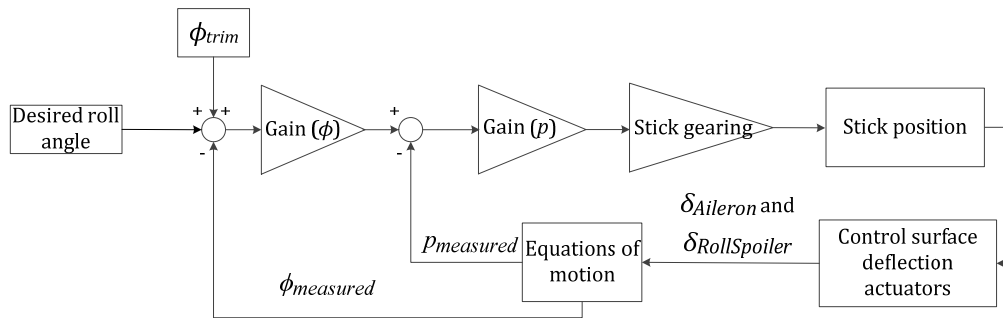 ϕtrim
+ +
Desired roll
angle
-
Gain (ϕ)
+
-
Gain (p)
Stick gearing
Stick position
δAileron and
δRollSpoiler
pmeasured
Equations of
motion
Control surface
deflection
actuators
ϕmeasured